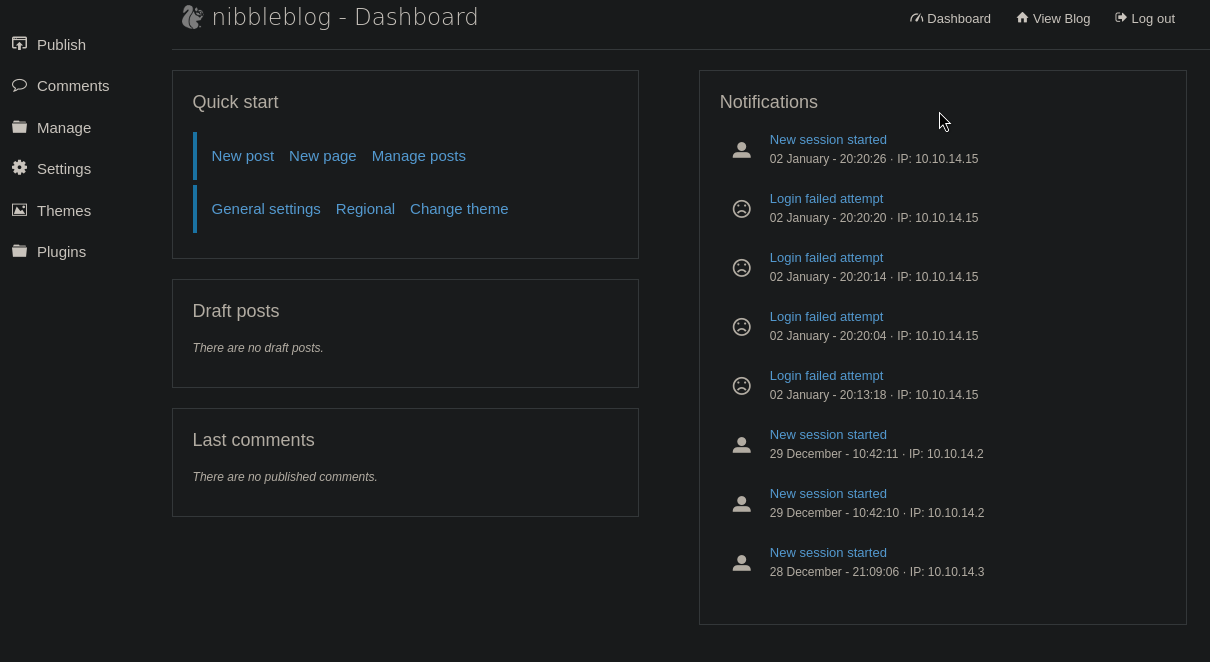 nibbleblog - Dashboard
Dashboard
View Blog
Log out
Publish
Comments
Manage
Settings
Themes
Plugins
Quick start
New post New page Manage posts
General settings Regional Change theme
Draft posts
There are no draft posts.
Last comments
There are no published comments.
Notifications
New session started
02 January - 20:20:26 · IP: 10.10.14.15
Login failed attempt
02 January - 20:20:20 · IP: 10.10.14.15
Login failed attempt
02 January - 20:20:14 · IP: 10.10.14.15
Login failed attempt
02 January - 20:20:04 · IP: 10.10.14.15
Login failed attempt
02 January - 20:13:18 · IP: 10.10.14.15
New session started
29 December - 10:42:11 · IP: 10.10.14.2
New session started
29 December - 10:42:10 · IP: 10.10.14.2
New session started
28 December - 21:09:06 · IP: 10.10.14.3